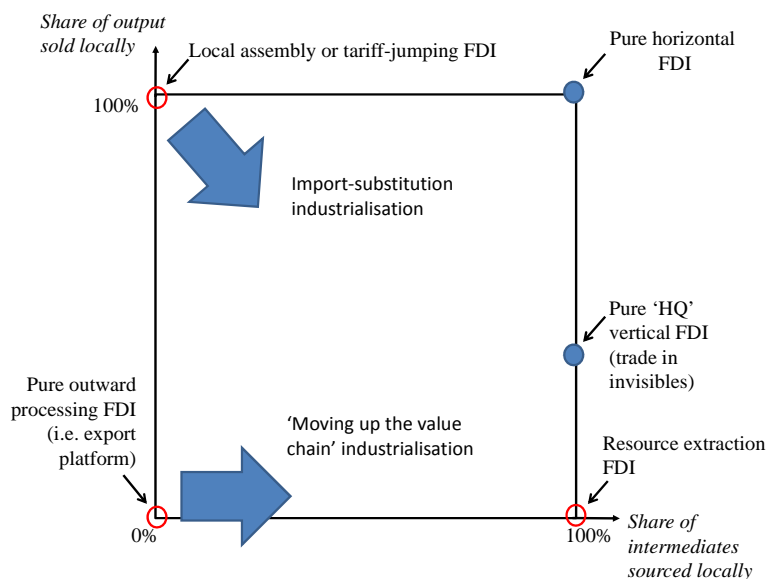 Share of output
sold locally
Local assembly or tariff-jumping FDI
Pure horizontal
FDI
100%
Import-substitution
industrialisation
Pure ‘HQ’
vertical FDI
(trade in
invisibles)
Pure outward
processing FDI
(i.e. export
platform)
‘Moving up the value
chain’ industrialisation
Resource extraction
FDI
0%
100%
Share of
intermediates
sourced locally